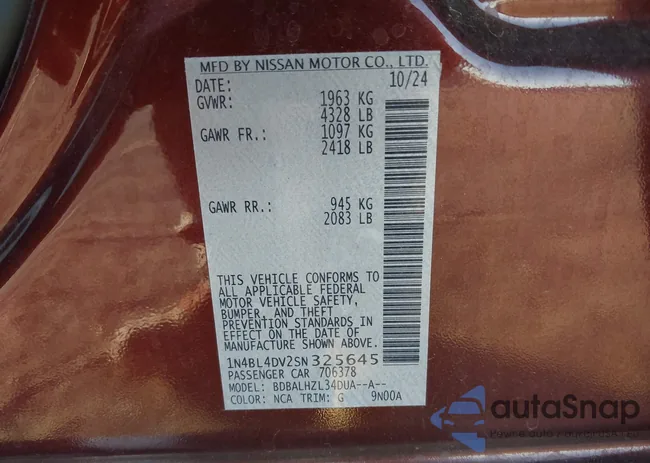 MFD BY NISSAN MOTOR CO., LTD.
DATE: 10/24
GVWR: 1963 KG
4328 LB
GAWR FR.: 1097 KG
2418 LB
GAWR RR.: 945 KG
2083 LB
THIS VEHICLE CONFORMS TO
ALL APPLICABLE FEDERAL
MOTOR VEHICLE SAFETY,
BUMPER, AND THEFT
PREVENTION STANDARDS IN
EFFECT ON THE DATE OF
MANUFACTURE SHOWN ABOVE.
1N4BL4DV2SN325645
PASSENGER CAR 706378
MODEL: BDBALHZL34DUA--A--
COLOR: NCA TRIM: G 9N00A
autoSnap